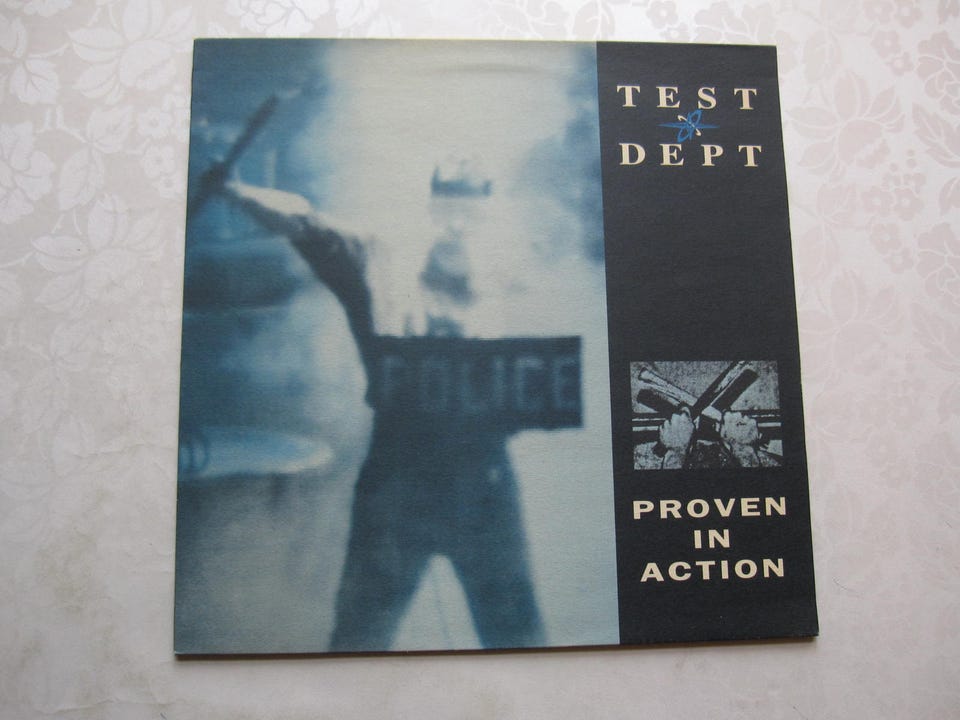 TEST
DEPT
POLICE
PROVEN
IN
ACTION